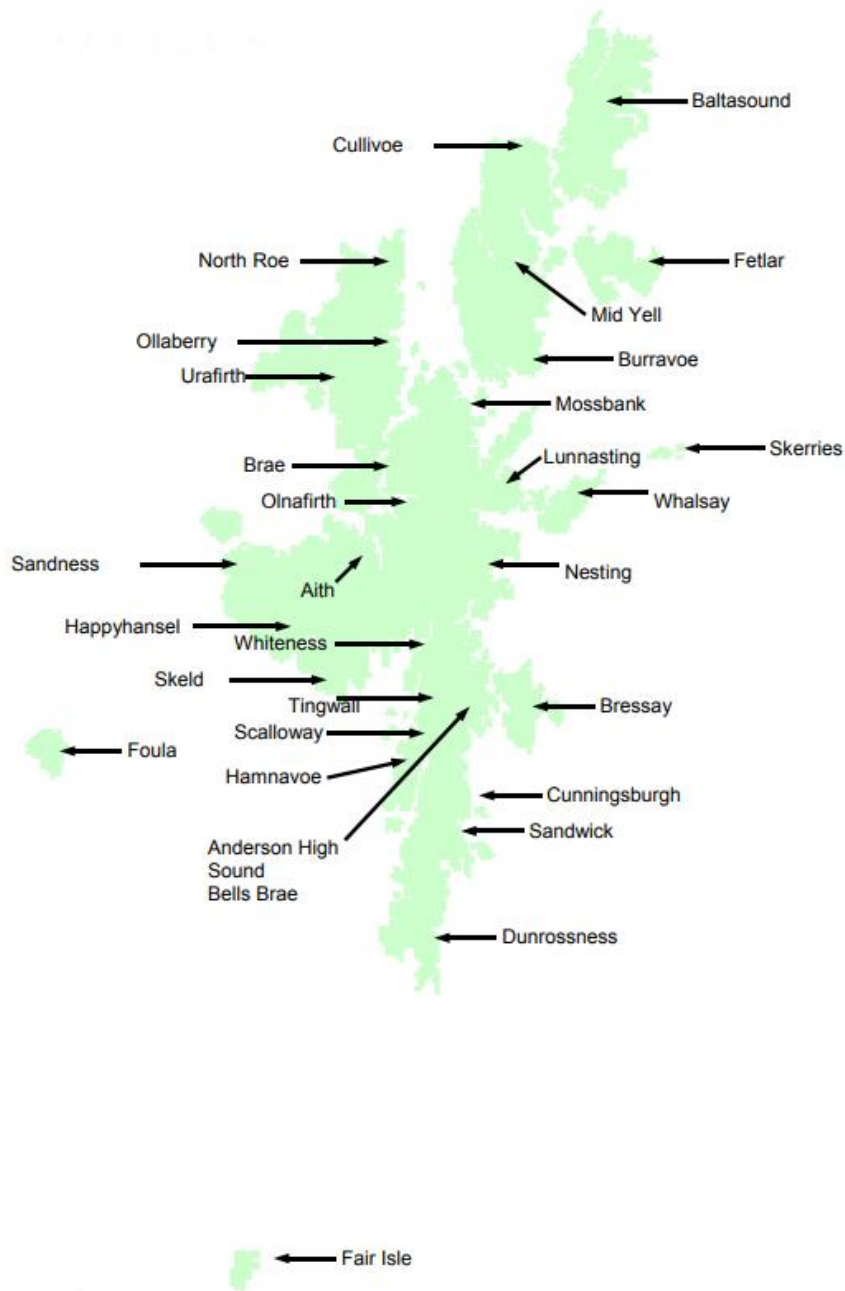 Baltasound
Cullivoe
North Roe
Fetlar
Mid Yell
Ollaberry
Burravoe
Urafirth
Mossbank
Skerries
Lunnasting
Brae
Olnafirth
Whalsay
Sandness
Nesting
Aith
Happyhansel
Whiteness
Skeld
Tingwall
Bressay
Scalloway
Foula
Hamnavoe
Cunningsburgh
Sandwick
Anderson High
Sound
Bells Brae
Dunrossness
Fair Isle